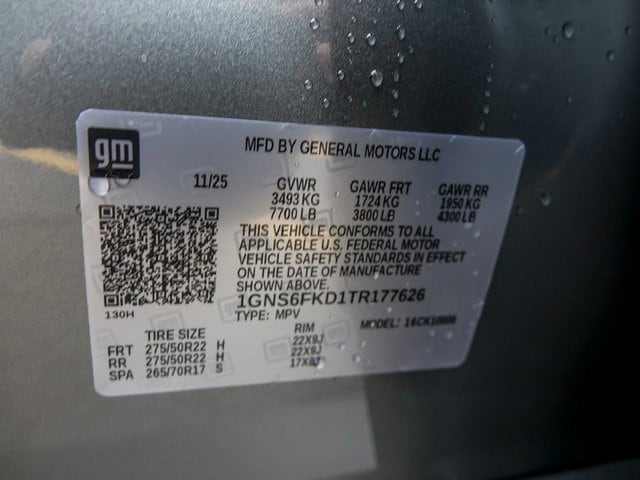 gm
MFD BY GENERAL MOTORS LLC
11/25 GVWR GAWR FRT GAWR RR
3493 KG 1724 KG 1950 KG
7700 LB 3800 LB 4300 LB
THIS VEHICLE CONFORMS TO ALL
APPLICABLE U.S. FEDERAL MOTOR
VEHICLE SAFETY STANDARDS IN EFFECT
ON THE DATE OF MANUFACTURE
SHOWN ABOVE.
1GNS6FKD1TR177626
130H
TYPE: MPV MODEL:
TIRE SIZE RIM
FRT 275/50R22 H 22X9J
RR 275/50R22 H 22X9J
SPA 265/70R17 S 17X8J